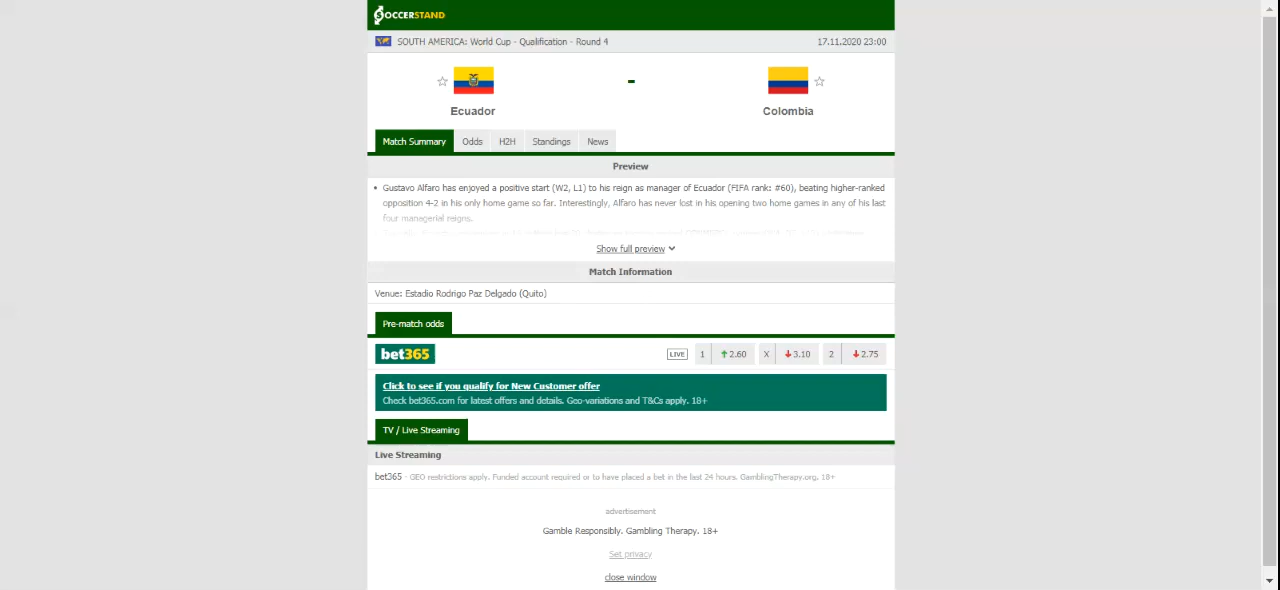 SOCCERSTAND
SOUTH AMERICA: World Cup - Qualification - Round 4 17.11.2020 23:00
-
Ecuador Colombia
Match Summary Odds H2H Standings News
Preview
• Gustavo Alfaro has enjoyed a positive start (W2, L1) to his reign as manager of Ecuador (FIFA rank: #60), beating higher-ranked
opposition 4-2 in his only home game so far. Interestingly, Alfaro has never lost in his opening two home games in any of his last
four managerial reigns.
Show full preview
Match Information
Venue: Estadio Rodrigo Paz Delgado (Quito)
Pre-match odds
bet365 LIVE 1 2.60 X 3.10 2 2.75
Click to see if you qualify for New Customer offer
Check bet365.com for latest offers and details. Geo-variations and T&Cs apply. 18+
TV / Live Streaming
Live Streaming
bet365 - GEO restrictions apply. Funded account required or to have placed a bet in the last 24 hours. GamblingTherapy.org. 18+
advertisement
Gamble Responsibly. Gambling Therapy. 18+
Set privacy
close window